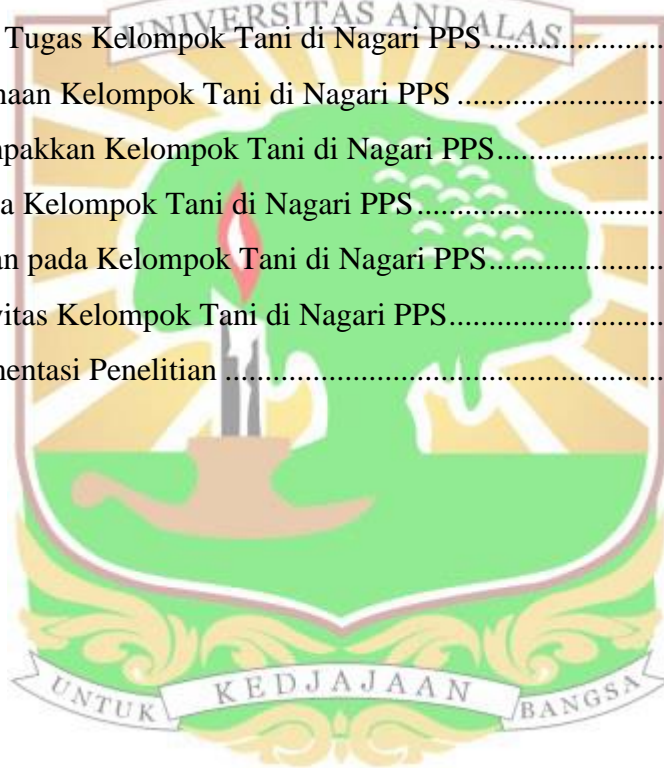 UNIVERSITAS ANDALAS
Tugas Kelompok Tani di Nagari PPS ........................
naan Kelompok Tani di Nagari PPS ...........................
npakkan Kelompok Tani di Nagari PPS.......................
a Kelompok Tani di Nagari PPS................................
an pada Kelompok Tani di Nagari PPS........................
vitas Kelompok Tani di Nagari PPS............................
mentasi Penelitian ................................................
UNTUK KEDJAJAAN BANGSA